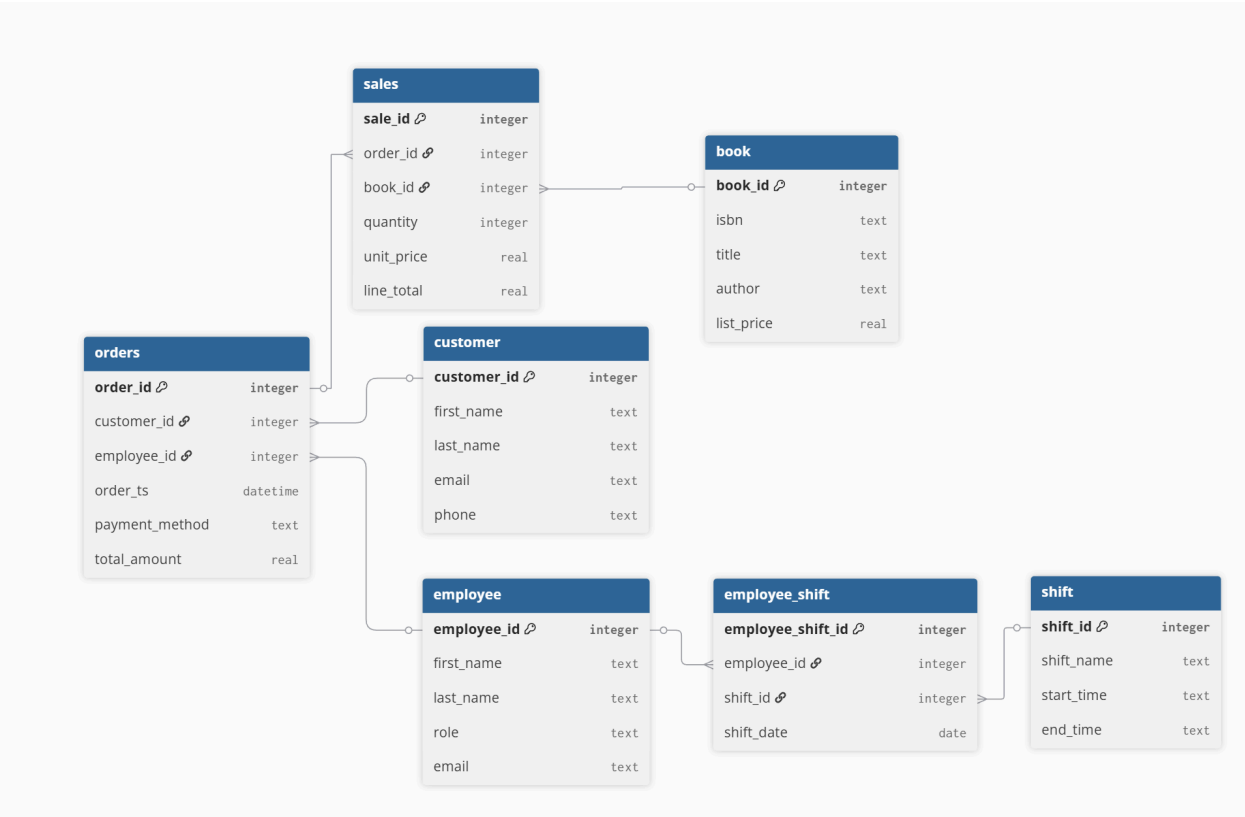 sales
sale_id integer
order_id integer
book_id integer
quantity integer
unit_price real
line_total real
book
book_id integer
isbn text
title text
author text
list_price real
orders
order_id integer
customer_id integer
employee_id integer
order_ts datetime
payment_method text
total_amount real
customer
customer_id integer
first_name text
last_name text
email text
phone text
employee
employee_id integer
first_name text
last_name text
role text
email text
employee_shift
employee_shift_id integer
employee_id integer
shift_id integer
shift_date date
shift
shift_id integer
shift_name text
start_time text
end_time text